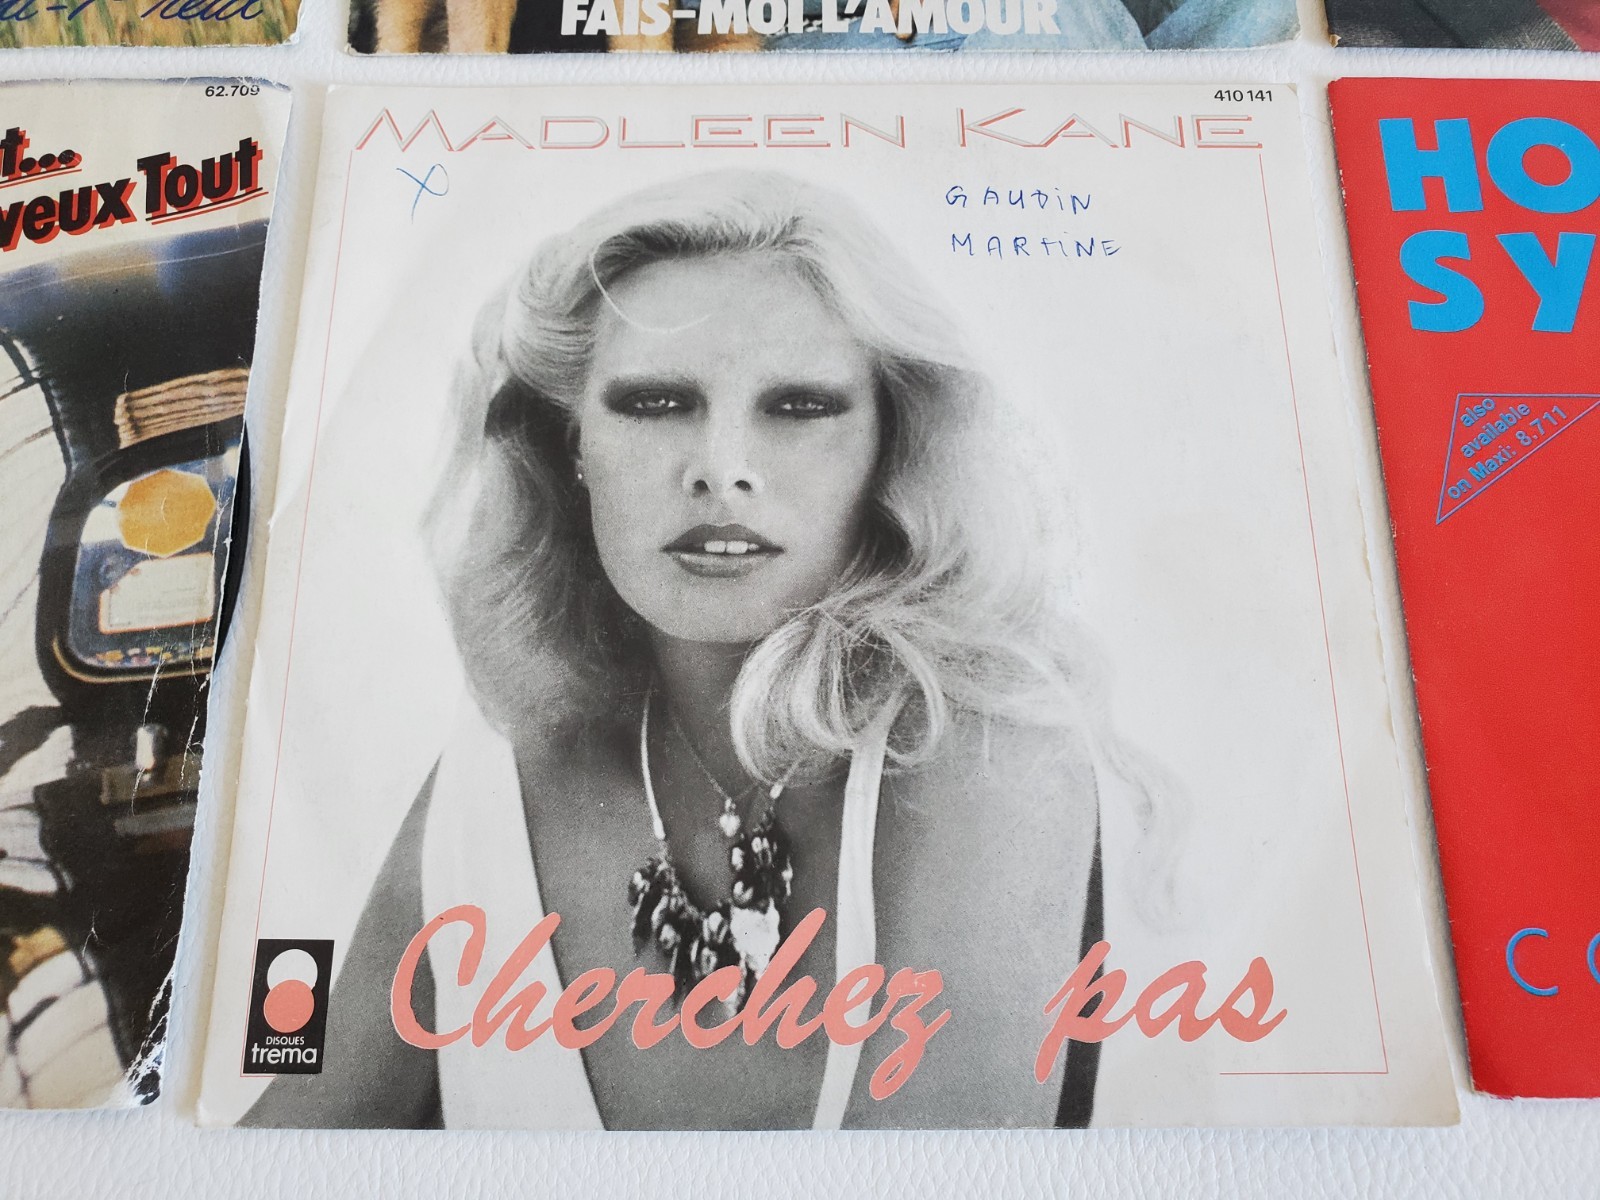 FAIS-MOI L'AMOUR
62.709
t...
veux Tout
410 141
MADLEEN KANE
GAUDIN
MARTINE
Cherchez pas
DISQUES
trema
HO
SY
also
available
on Maxi: 8.711